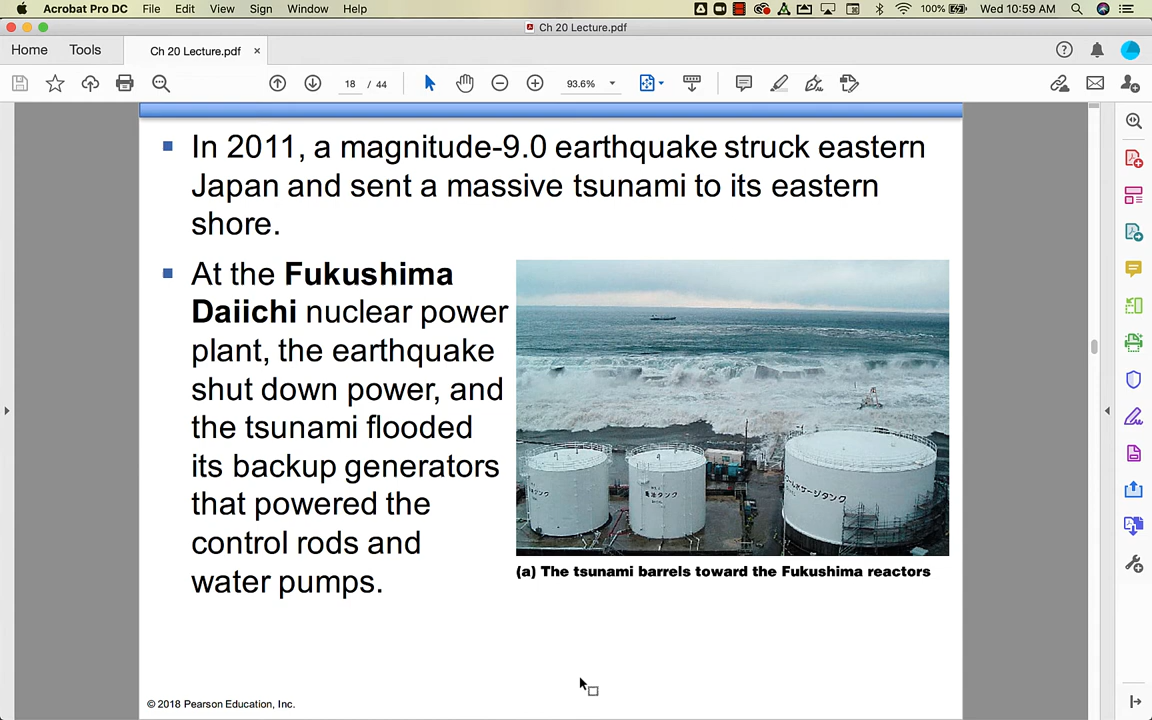 Acrobat Pro DC File Edit View Sign Window Help 100% Wed 10:59 AM
Ch 20 Lecture.pdf
Home Tools Ch 20 Lecture.pdf ×
18 / 44 93.6%
In 2011, a magnitude-9.0 earthquake struck eastern
Japan and sent a massive tsunami to its eastern
shore.
At the Fukushima
Daiichi nuclear power
plant, the earthquake
shut down power, and
the tsunami flooded
its backup generators
that powered the
control rods and
water pumps.
(a) The tsunami barrels toward the Fukushima reactors
© 2018 Pearson Education, Inc.